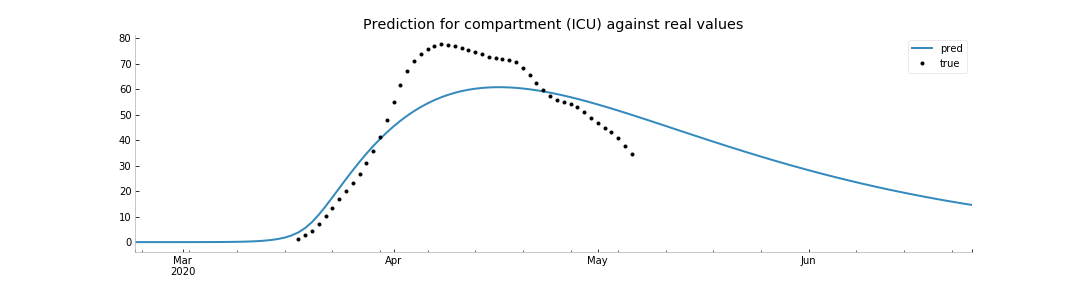 Prediction for compartment (ICU) against real values
pred
true
80
70
60
50
40
30
20
10
0
Mar
2020
Apr
May
Jun